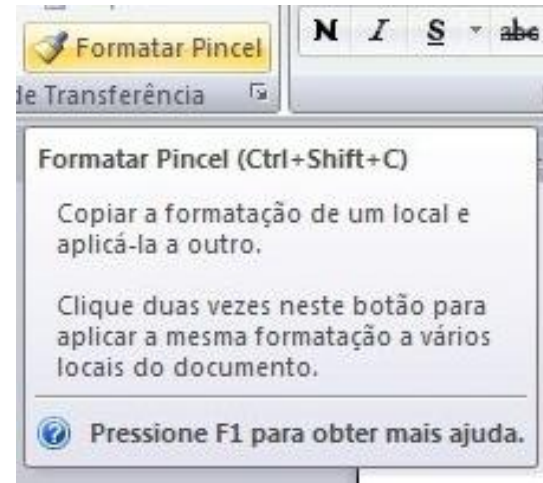 Formatar Pincel
N I S abe
de Transferência
Formatar Pincel (Ctrl+Shift+C)
Copiar a formatação de um local e
aplicá-la a outro.
Clique duas vezes neste botão para
aplicar a mesma formatação a vários
locais do documento.
Pressione F1 para obter mais ajuda.